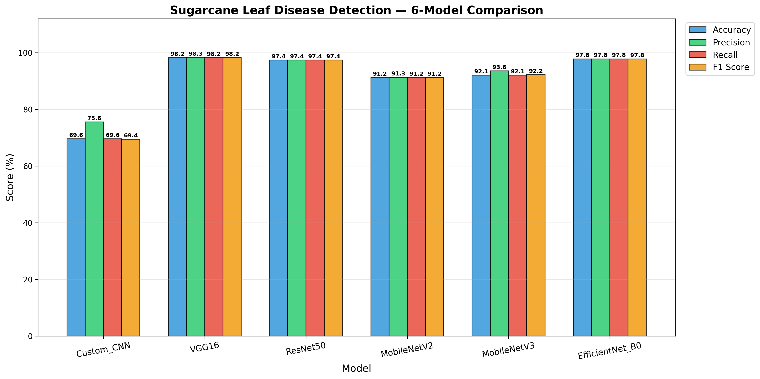 Sugarcane Leaf Disease Detection — 6-Model Comparison
Accuracy
Precision
Recall
F1 Score
Score (%)
100
80
60
40
20
0
69.6 75.6 69.6 69.4
98.2 98.3 98.2 98.2
97.4 97.4 97.4 97.4
91.2 91.3 91.2 91.2
92.1 93.6 92.1 92.2
97.8 97.8 97.8 97.8
Custom_CNN VGG16 ResNet50 MobileNetV2 MobileNetV3 EfficientNet_B0
Model